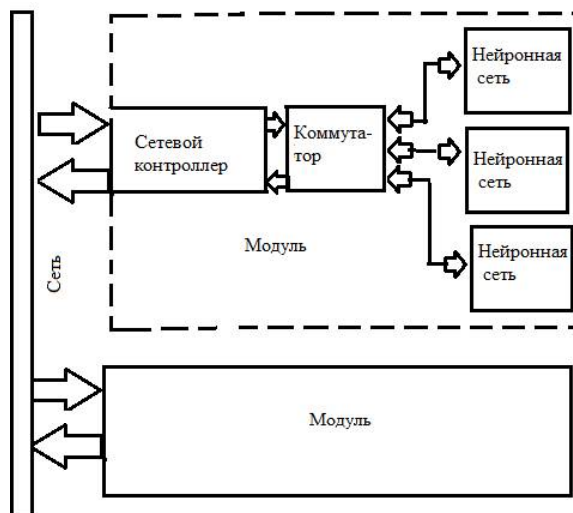 Нейронная
сеть
Сетевой
контроллер
Коммута-
тор
Нейронная
сеть
Модуль
Нейронная
сеть
Сеть
Модуль